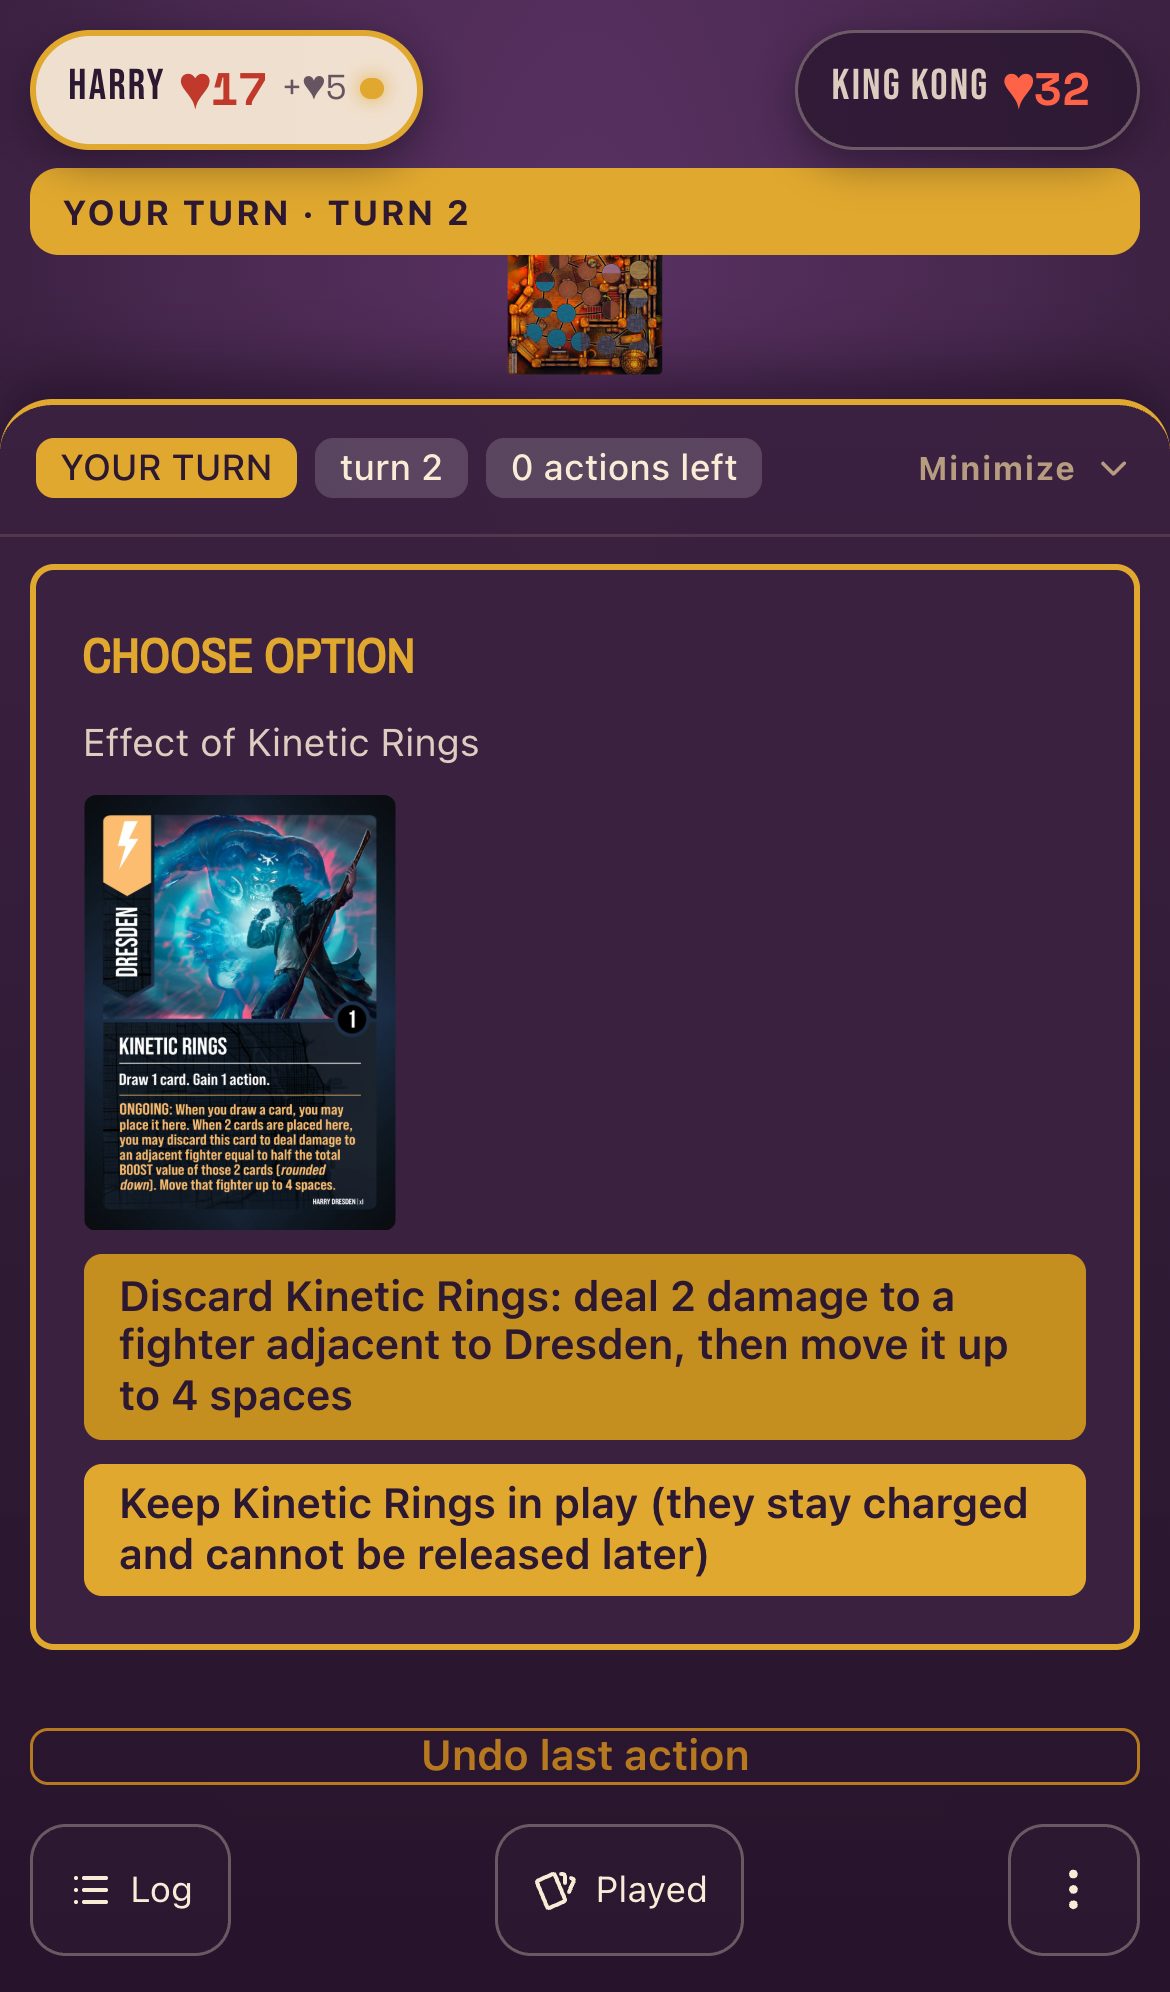 HARRY ♥17 +♥5
KING KONG ♥32
YOUR TURN · TURN 2
YOUR TURN
turn 2
0 actions left
Minimize
CHOOSE OPTION
Effect of Kinetic Rings
DRESDEN
1
KINETIC RINGS
Draw 1 card. Gain 1 action.
ONGOING: When you draw a card, you may
place it here. When 2 cards are placed here,
you may discard this card to deal damage to
an adjacent fighter equal to half the total
BOOST value of those 2 cards (rounded
down). Move that fighter up to 4 spaces.
HARRY DRESDEN | x1
Discard Kinetic Rings: deal 2 damage to a
fighter adjacent to Dresden, then move it up
to 4 spaces
Keep Kinetic Rings in play (they stay charged
and cannot be released later)
Undo last action
Log
Played